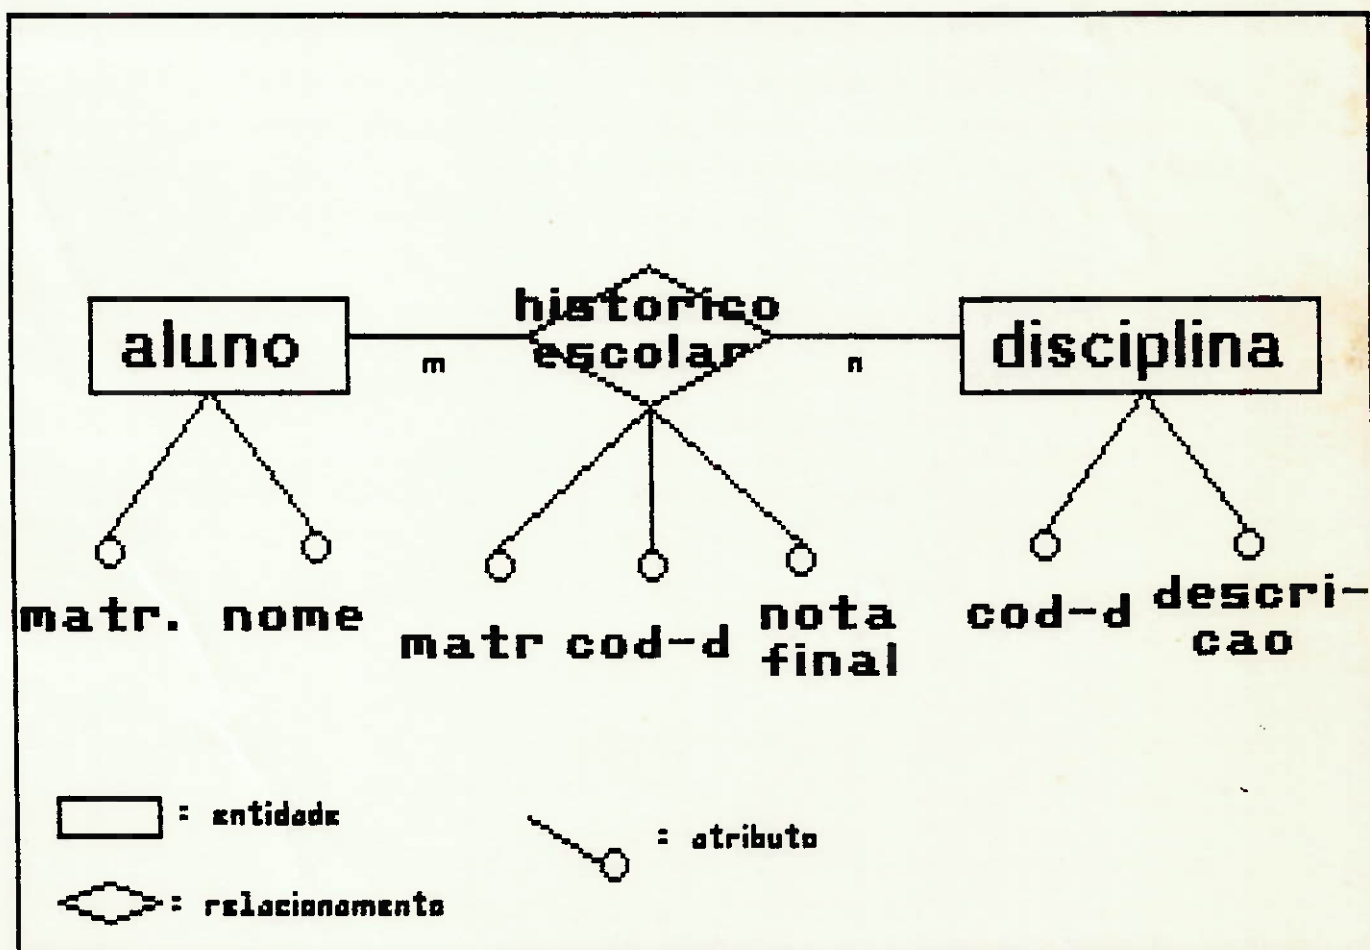 historico
escolar
aluno
disciplina
m
n
matr.
nome
matr
cod-d
nota
final
cod-d
descri-
cao
= entidade
= atributo
= relacionamento